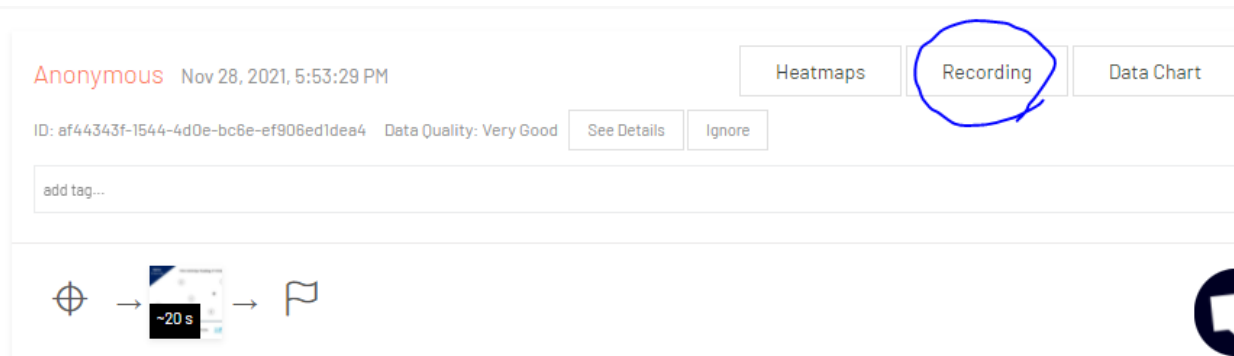 Anonymous Nov 28, 2021, 5:53:29 PM Heatmaps Recording Data Chart
ID: af44343f-1544-4d0e-bc6e-ef906ed1dea4 Data Quality: Very Good See Details Ignore
add tag...
~20 s